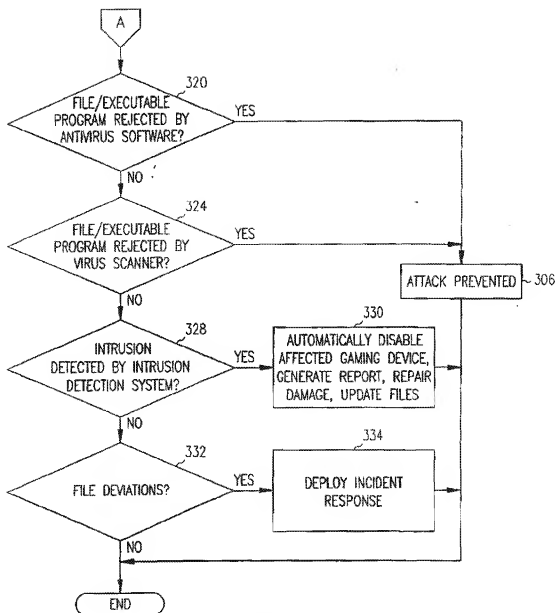 A
320
FILE/EXECUTABLE
PROGRAM REJECTED BY
ANTIVIRUS SOFTWARE?
YES
NO
324
FILE/EXECUTABLE
PROGRAM REJECTED BY
VIRUS SCANNER?
YES
ATTACK PREVENTED
306
NO
328
INTRUSION
DETECTED BY INTRUSION
DETECTION SYSTEM?
YES
330
AUTOMATICALLY DISABLE
AFFECTED GAMING DEVICE,
GENERATE REPORT, REPAIR
DAMAGE, UPDATE FILES
NO
332
FILE DEVIATIONS?
YES
334
DEPLOY INCIDENT
RESPONSE
NO
END